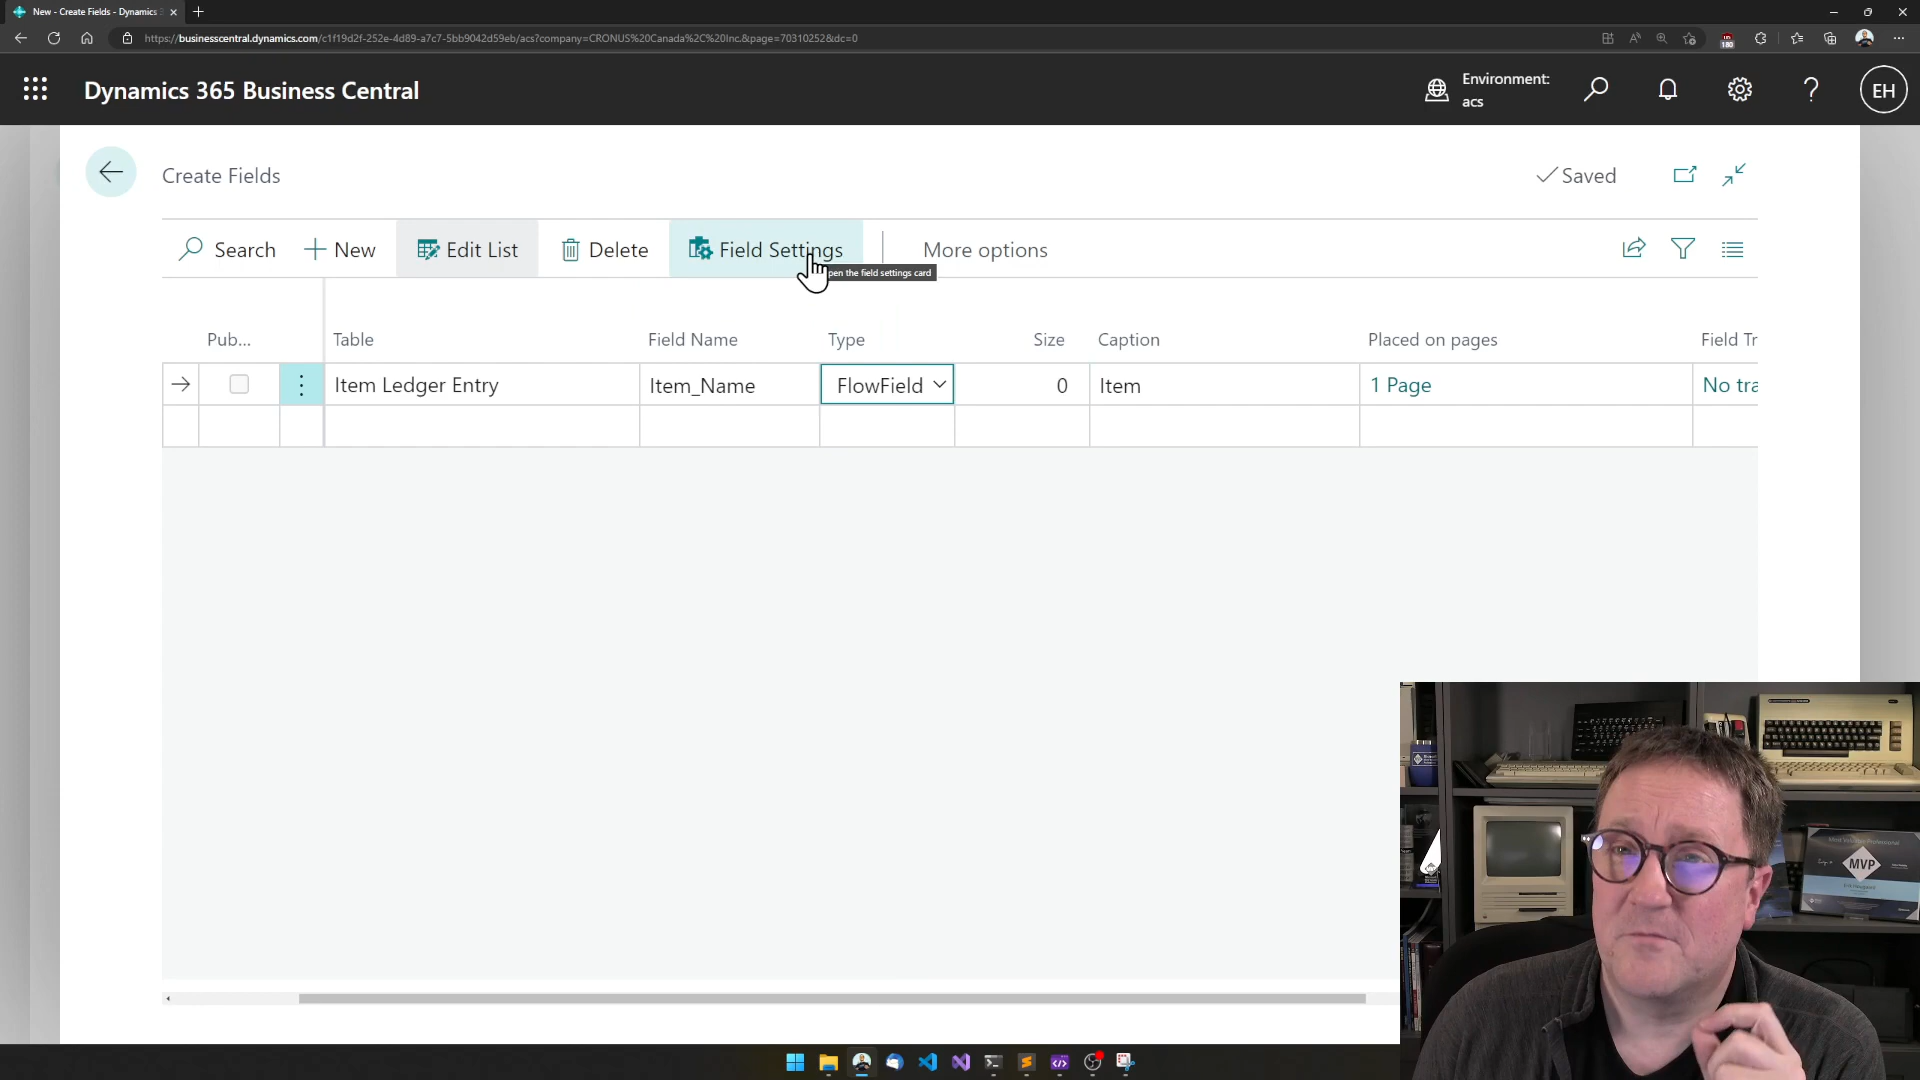 New - Create Fields - Dynamics 3
https://businesscentral.dynamics.com/c1f19d2f-252e-4d89-a7c7-5bb9042d59eb/acs?company=CRONUS%20Canada%2C%20Inc.&page=70310252&dc=0
180
Dynamics 365 Business Central
Environment:
acs
EH
Create Fields
Saved
Search
New
Edit List
Delete
Field Settings
More options
pen the field settings card
Pub...
Table
Field Name
Type
Size
Caption
Placed on pages
Field Tr
Item Ledger Entry
Item_Name
FlowField
0
Item
1 Page
No tra
MVP